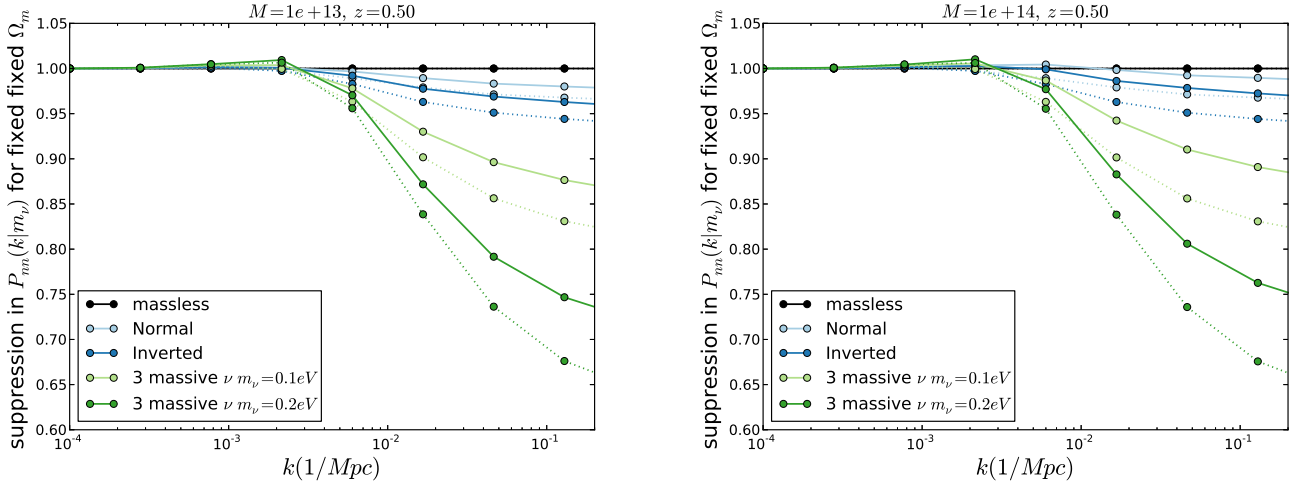 M=1e+13, z=0.50
1.05
1.00
0.95
0.90
0.85
0.80
0.75
0.70
0.65
0.60
suppression in P_nn(k|m_ν) for fixed fixed Ω_m
massless
Normal
Inverted
3 massive ν m_ν=0.1eV
3 massive ν m_ν=0.2eV
10^-4 10^-3 10^-2 10^-1
k(1/Mpc)
M=1e+14, z=0.50
1.05
1.00
0.95
0.90
0.85
0.80
0.75
0.70
0.65
0.60
suppression in P_nn(k|m_ν) for fixed fixed Ω_m
massless
Normal
Inverted
3 massive ν m_ν=0.1eV
3 massive ν m_ν=0.2eV
10^-4 10^-3 10^-2 10^-1
k(1/Mpc)